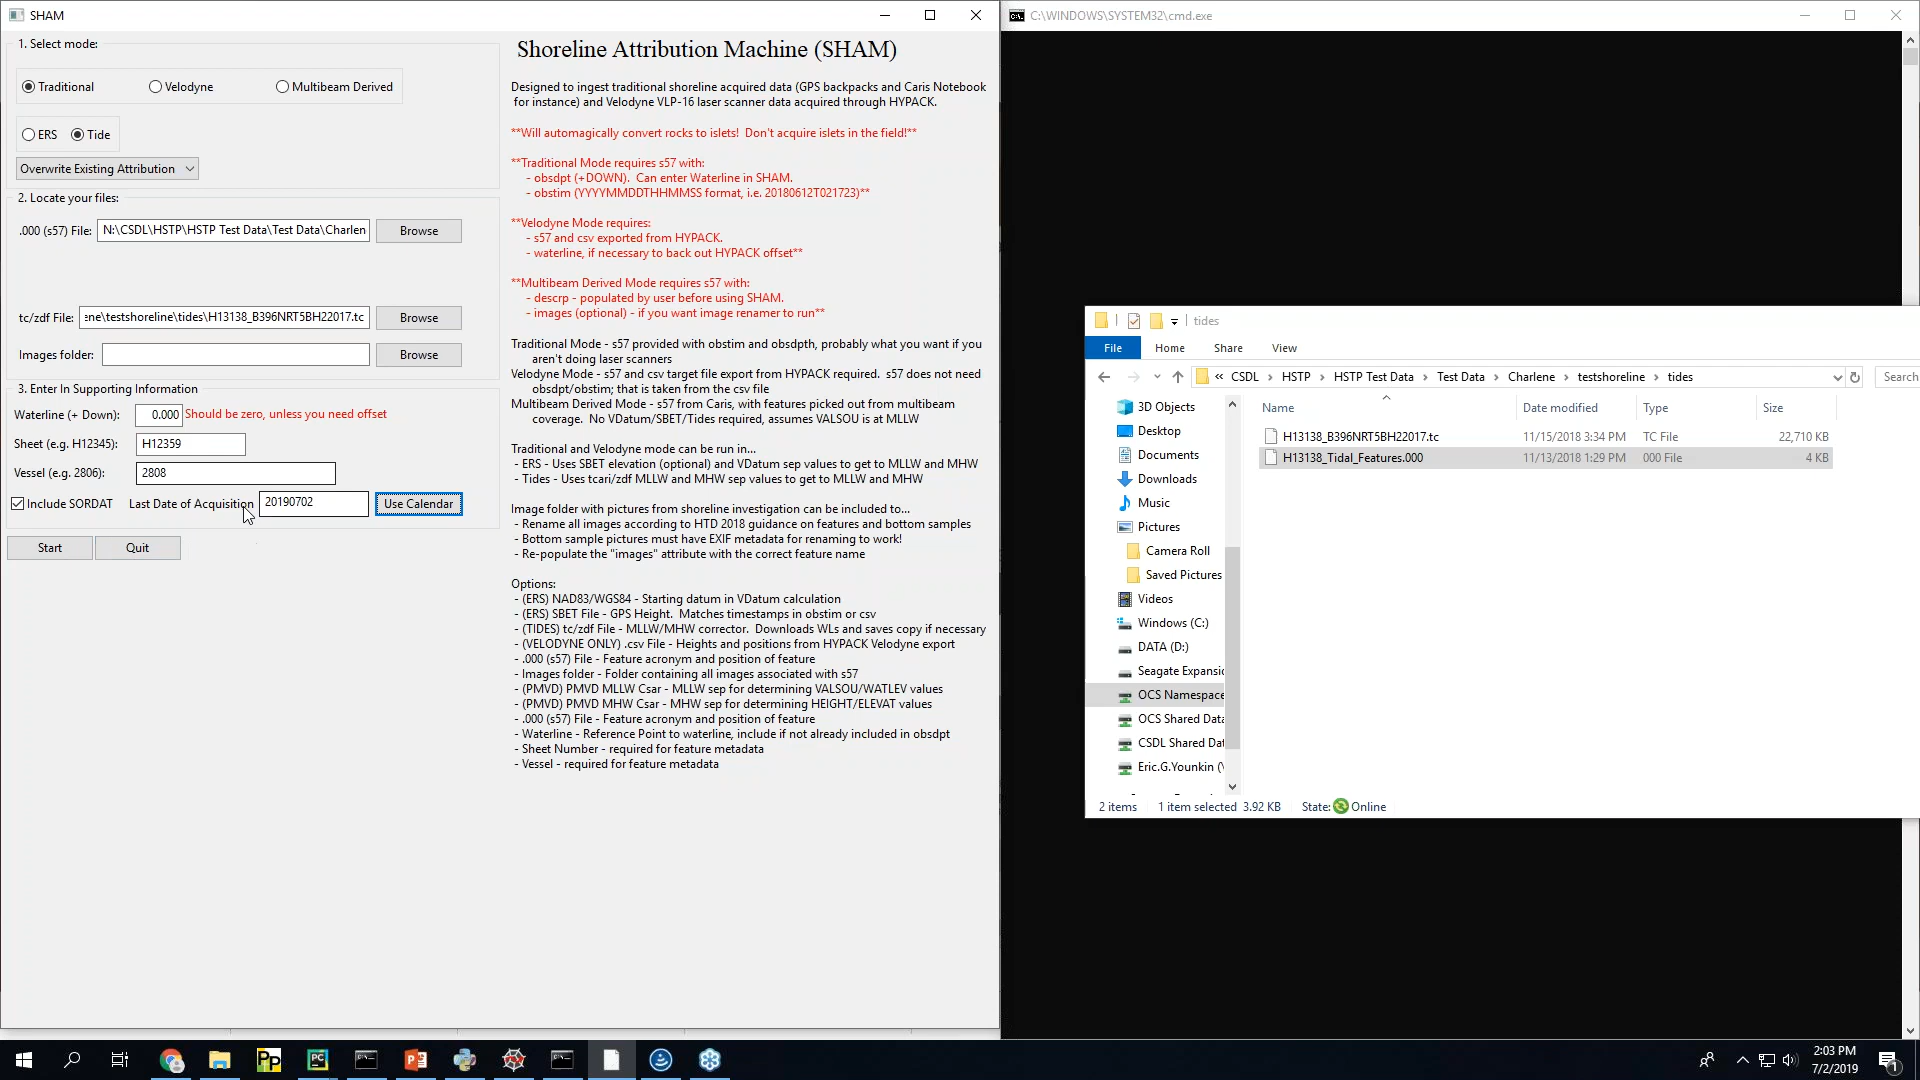 SHAM
1. Select mode:
Traditional
Velodyne
Multibeam Derived
ERS
Tide
Overwrite Existing Attribution
2. Locate your files:
.000 (s57) File:
N:\CSDL\HSTP\HSTP Test Data\Test Data\Charlen
Browse
tc/zdf File:
ene\testshoreline\tides\H13138_B396NRT5BH22017.tc
Browse
Images folder:
Browse
3. Enter In Supporting Information
Waterline (+ Down):
0.000
Should be zero, unless you need offset
Sheet (e.g. H12345):
H12359
Vessel (e.g. 2806):
2808
Include SORDAT
Last Date of Acquisition
20190702
Use Calendar
Start
Quit
Shoreline Attribution Machine (SHAM)
Designed to ingest traditional shoreline acquired data (GPS backpacks and Caris Notebook
for instance) and Velodyne VLP-16 laser scanner data acquired through HYPACK.
**Will automagically convert rocks to islets! Don't acquire islets in the field!**
**Traditional Mode requires s57 with:
- obsdpt (+DOWN). Can enter Waterline in SHAM.
- obstim (YYYYMMDDTHHMMSS format, i.e. 20180612T021723)**
**Velodyne Mode requires:
- s57 and csv exported from HYPACK.
- waterline, if necessary to back out HYPACK offset**
**Multibeam Derived Mode requires s57 with:
- descrp - populated by user before using SHAM.
- images (optional) - if you want image renamer to run**
Traditional Mode - s57 provided with obstim and obsdpth, probably what you want if you
aren't doing laser scanners
Velodyne Mode - s57 and csv target file export from HYPACK required. s57 does not need
obsdpt/obstim; that is taken from the csv file
Multibeam Derived Mode - s57 from Caris, with features picked out from multibeam
coverage. No VDatum/SBET/Tides required, assumes VALSOU is at MLLW
Traditional and Velodyne mode can be run in...
- ERS - Uses SBET elevation (optional) and VDatum sep values to get to MLLW and MHW
- Tides - Uses tcari/zdf MLLW and MHW sep values to get to MLLW and MHW
Image folder with pictures from shoreline investigation can be included to...
- Rename all images according to HTD 2018 guidance on features and bottom samples
- Bottom sample pictures must have EXIF metadata for renaming to work!
- Re-populate the "images" attribute with the correct feature name
Options:
- (ERS) NAD83/WGS84 - Starting datum in VDatum calculation
- (ERS) SBET File - GPS Height. Matches timestamps in obstim or csv
- (TIDES) tc/zdf File - MLLW/MHW corrector. Downloads WLs and saves copy if necessary
- (VELODYNE ONLY) .csv File - Heights and positions from HYPACK Velodyne export
- .000 (s57) File - Feature acronym and position of feature
- Images folder - Folder containing all images associated with s57
- (PMVD) PMVD MLLW Csar - MLLW sep for determining VALSOU/WATLEV values
- (PMVD) PMVD MHW Csar - MHW sep for determining HEIGHT/ELEVAT values
- .000 (s57) File - Feature acronym and position of feature
- Waterline - Reference Point to waterline, include if not already included in obsdpt
- Sheet Number - required for feature metadata
- Vessel - required for feature metadata
C:\WINDOWS\SYSTEM32\cmd.exe
tides
File
Home
Share
View
« CSDL > HSTP > HSTP Test Data > Test Data > Charlene > testshoreline > tides
Search
Name
Date modified
Type
Size
H13138_B396NRT5BH22017.tc 11/15/2018 3:34 PM TC File 22,710 KB
H13138_Tidal_Features.000 11/13/2018 1:29 PM 000 File 4 KB
3D Objects
Desktop
Documents
Downloads
Music
Pictures
Camera Roll
Saved Pictures
Videos
Windows (C:)
DATA (D:)
Seagate Expansi
OCS Namespace
OCS Shared Data
CSDL Shared Dat
Eric.G.Younkin (\
2 items
1 item selected 3.92 KB
State: Online
2:03 PM
7/2/2019
1